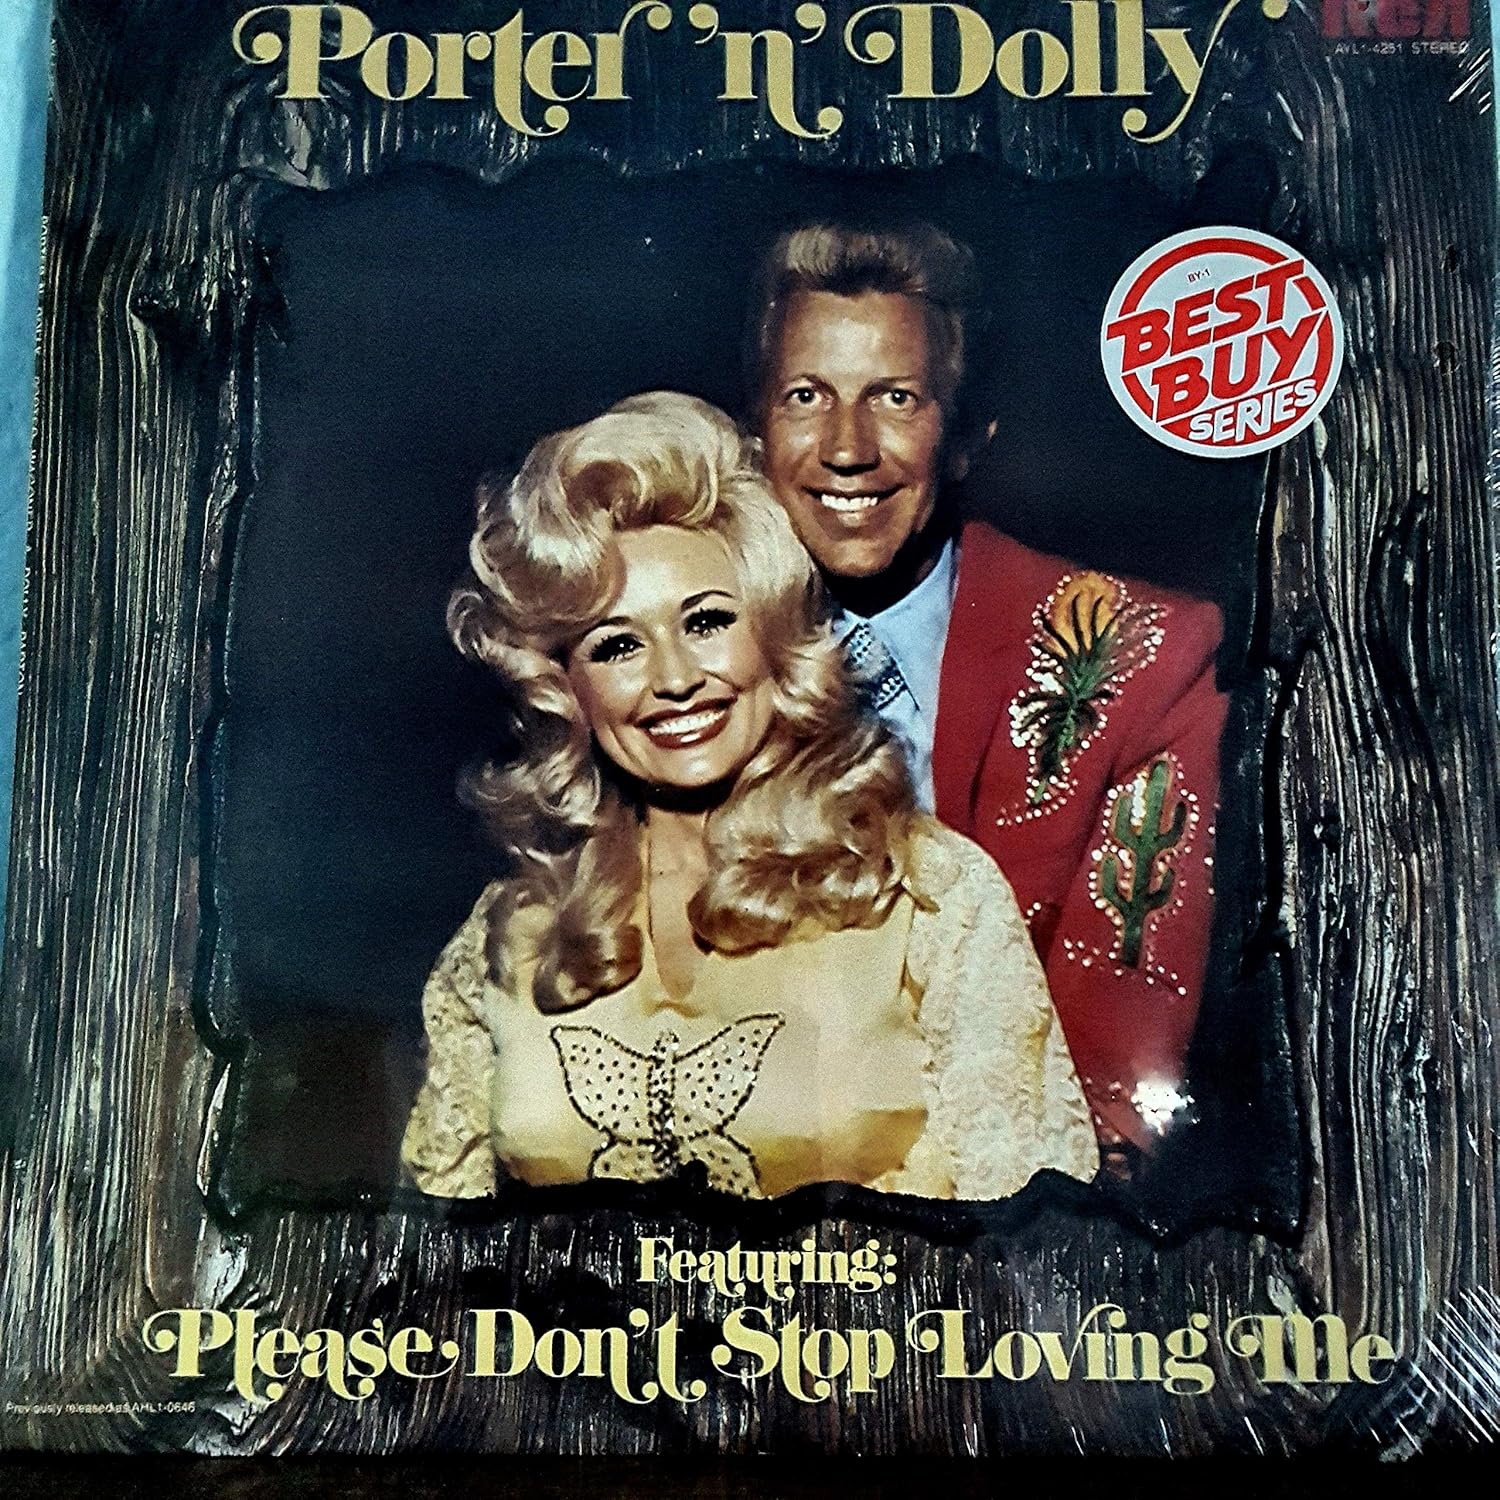 Porter 'n' Dolly
RCA
AYL1-4251 STEREO
BY-1
BEST
BUY
SERIES
Featuring:
Please Don't Stop Loving Me
Previously released as AHL1-0646